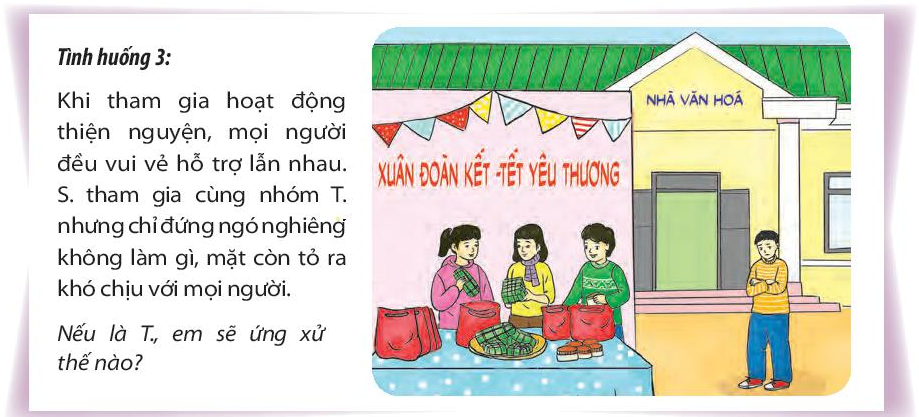 Tình huống 3:
Khi tham gia hoạt động
thiện nguyện, mọi người
đều vui vẻ hỗ trợ lẫn nhau.
S. tham gia cùng nhóm T.
nhưng chỉ đứng ngó nghiêng
không làm gì, mặt còn tỏ ra
khó chịu với mọi người.
Nếu là T., em sẽ ứng xử
thế nào?
NHÀ VĂN HOÁ
XUÂN ĐOÀN KẾT -TẾT YÊU THƯƠNG